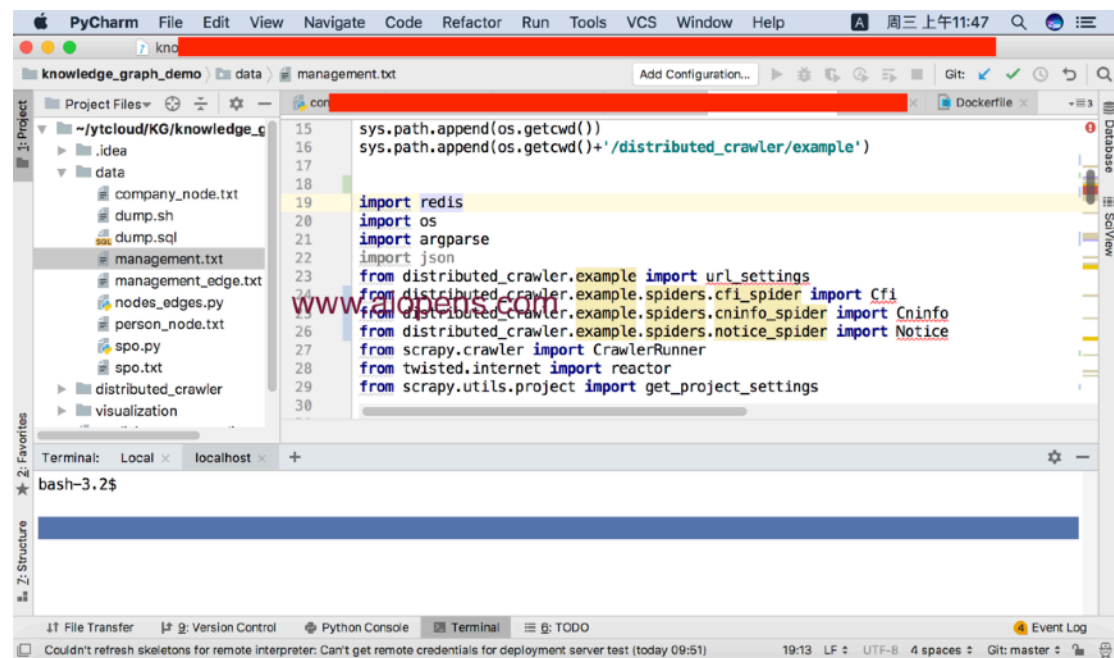 PyCharm File Edit View Navigate Code Refactor Run Tools VCS Window Help A 周三上午11:47
kno
knowledge_graph_demo data management.txt Add Configuration... Git:
Project Files con Dockerfile 3
1: Project
~/ytcloud/KG/knowledge_g
.idea
data
company_node.txt
dump.sh
dump.sql
management.txt
management_edge.txt
nodes_edges.py
person_node.txt
spo.py
spo.txt
distributed_crawler
visualization
15 sys.path.append(os.getcwd())
16 sys.path.append(os.getcwd()+'/distributed_crawler/example')
17
18
19 import redis
20 import os
21 import argparse
22 import json
23 from distributed_crawler.example import url_settings
24 from distributed_crawler.example.spiders.cfi_spider import Cfi
25 from distributed_crawler.example.spiders.cninfo_spider import Cninfo
26 from distributed_crawler.example.spiders.notice_spider import Notice
27 from scrapy.crawler import CrawlerRunner
28 from twisted.internet import reactor
29 from scrapy.utils.project import get_project_settings
30
www.aiopens.com
Database
SciView
2: Favorites
Z: Structure
Terminal: Local localhost +
bash-3.2$
File Transfer 9: Version Control Python Console Terminal 6: TODO 4 Event Log
Couldn't refresh skeletons for remote interpreter: Can't get remote credentials for deployment server test (today 09:51) 19:13 LF UTF-8 4 spaces Git: master